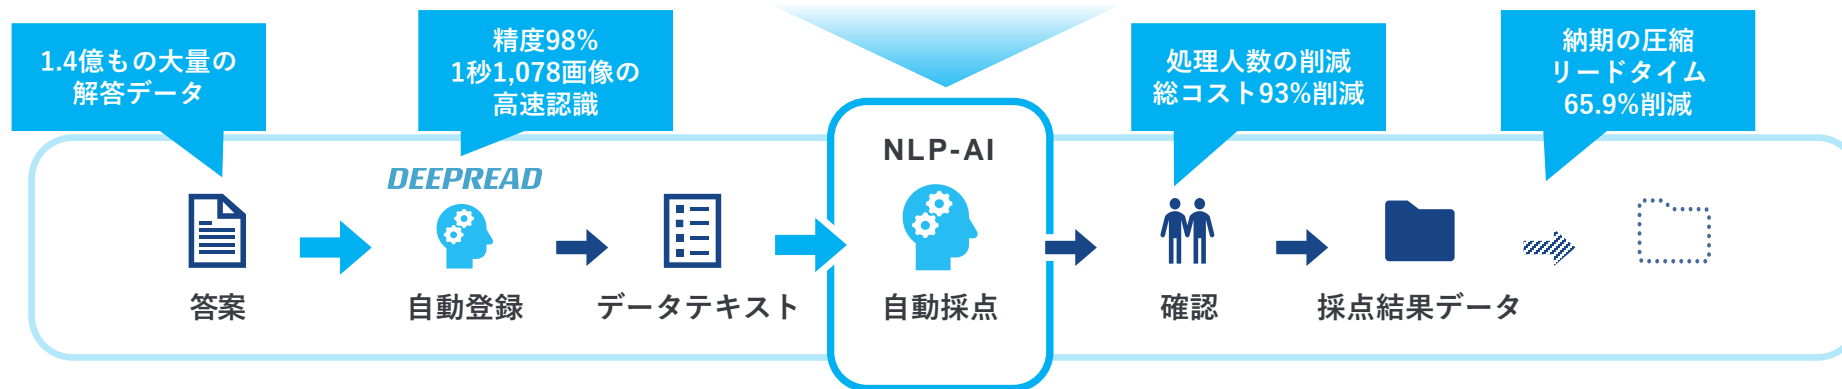 1.4億もの大量の
解答データ
精度98%
1秒1,078画像の
高速認識
処理人数の削減
総コスト93%削減
納期の圧縮
リードタイム
65.9%削減
DEEPREAD
NLP-AI
答案
自動登録
データテキスト
自動採点
確認
採点結果データ